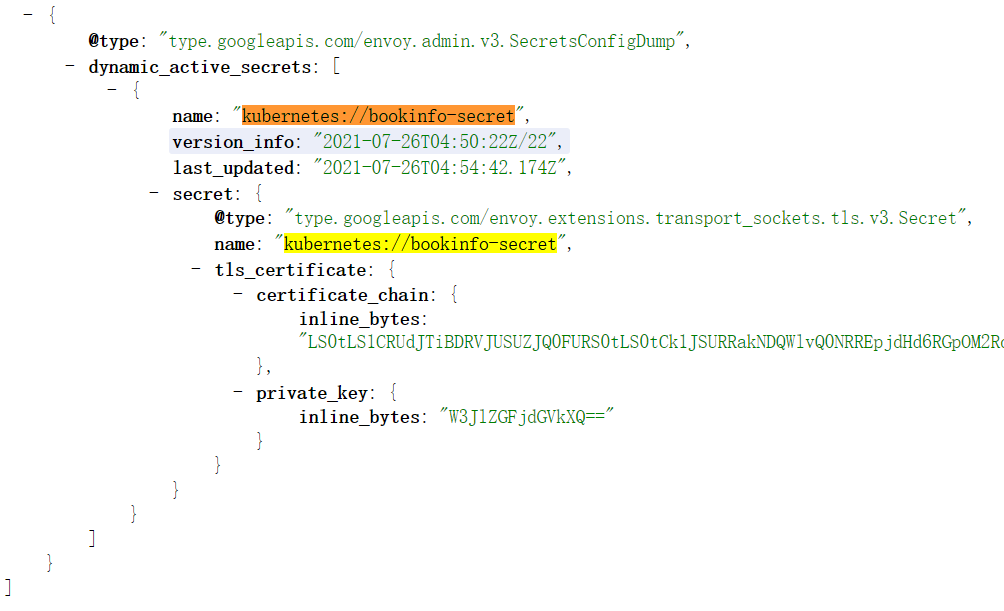 - {
@type: "type.googleapis.com/envoy.admin.v3.SecretsConfigDump",
- dynamic_active_secrets: [
- {
name: "kubernetes://bookinfo-secret",
version_info: "2021-07-26T04:50:22Z/22",
last_updated: "2021-07-26T04:54:42.174Z",
- secret: {
@type: "type.googleapis.com/envoy.extensions.transport_sockets.tls.v3.Secret",
name: "kubernetes://bookinfo-secret",
- tls_certificate: {
- certificate_chain: {
inline_bytes:
},
- private_key: {
inline_bytes: "W3JlZGFjdGVkXQ=="
}
}
}
}
]
}
]